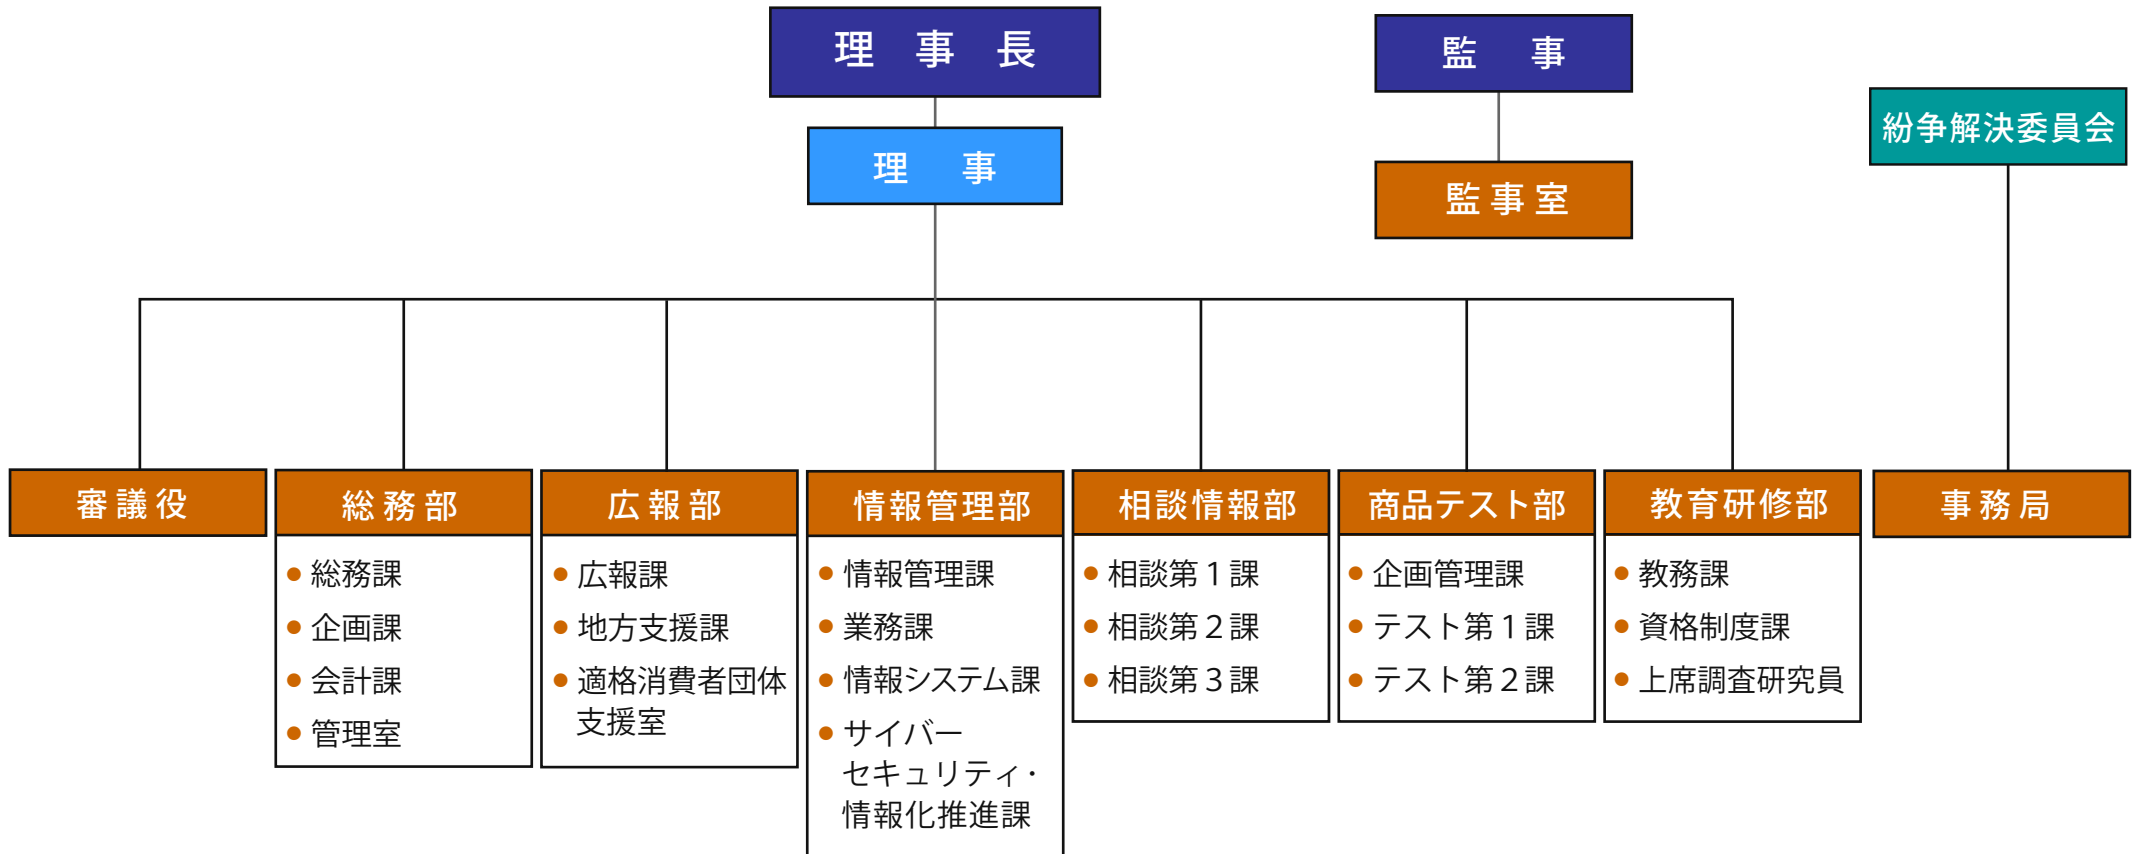 理事長
監事
紛争解決委員会
理事
監事室
審議役
総務部
総務課
企画課
会計課
管理室
広報部
広報課
地方支援課
適格消費者団体
支援室
情報管理部
情報管理課
業務課
情報システム課
サイバー
セキュリティ・
情報化推進課
相談情報部
相談第１課
相談第２課
相談第３課
商品テスト部
企画管理課
テスト第１課
テスト第２課
教育研修部
教務課
資格制度課
上席調査研究員
事務局